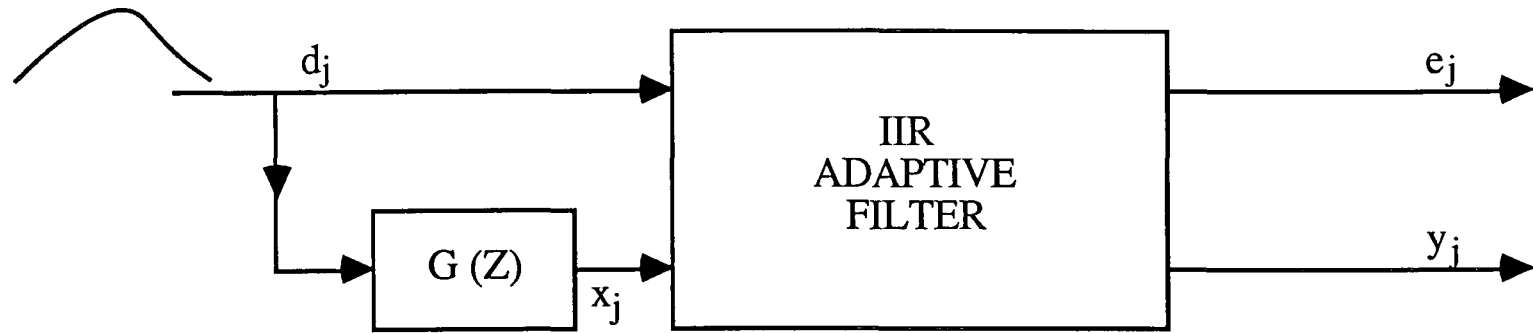 dj
ej
IIR
ADAPTIVE
FILTER
G (Z)
xj
yj